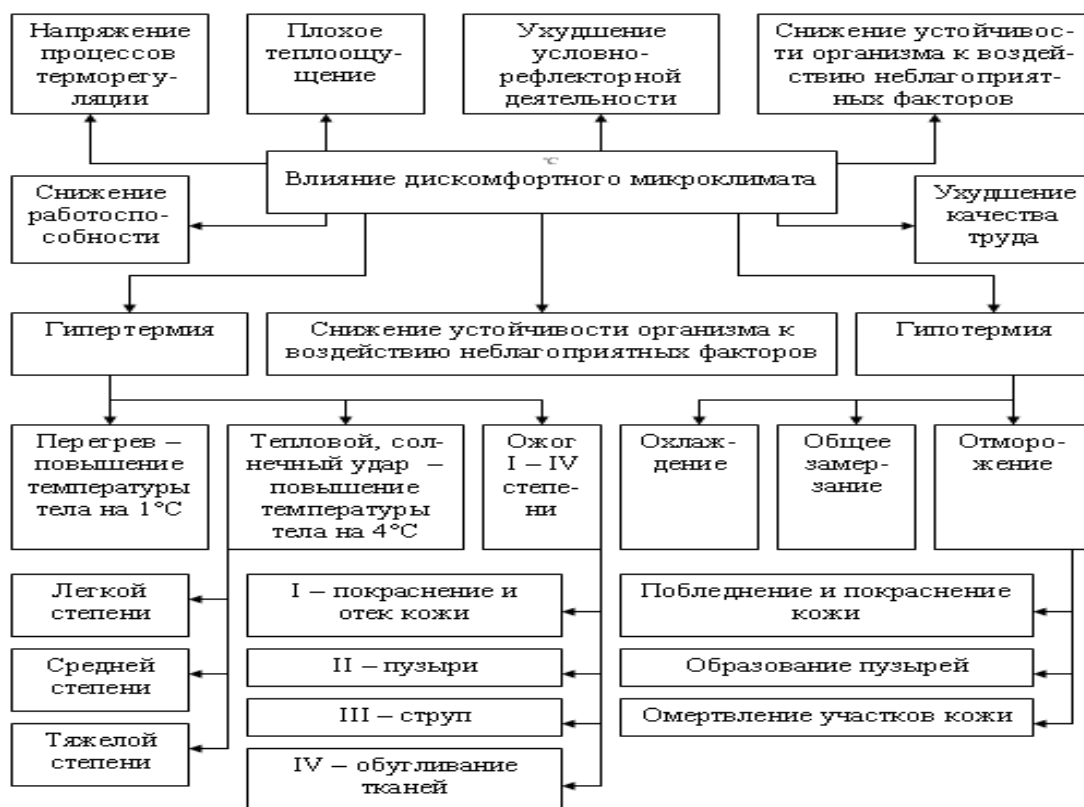 Напряжение
процессов
терморегу-
ляции
Плохое
теплоощу-
щение
Ухудшение
условно-
рефлекторной
деятельности
Снижение устойчивос-
ти организма к воздей-
ствию неблагоприят-
ных факторов
°C
Влияние дискомфортного микроклимата
Снижение
работоспо-
собности
Ухудшение
качества
труда
Гипертермия
Снижение устойчивости организма к
воздействию неблагоприятных факторов
Гипотермия
Перегрев –
повышение
температуры
тела на 1°C
Тепловой, сол-
нечный удар –
повышение
температуры
тела на 4°C
Ожог
I – IV
степе-
ни
Охлаж-
дение
Общее
замер-
зание
Отморо-
жение
Легкой
степени
Средней
степени
Тяжелой
степени
I – покраснение и
отек кожи
II – пузыри
III – струп
IV – обугливание
тканей
Побледнение и покраснение
кожи
Образование пузырей
Омертвление участков кожи